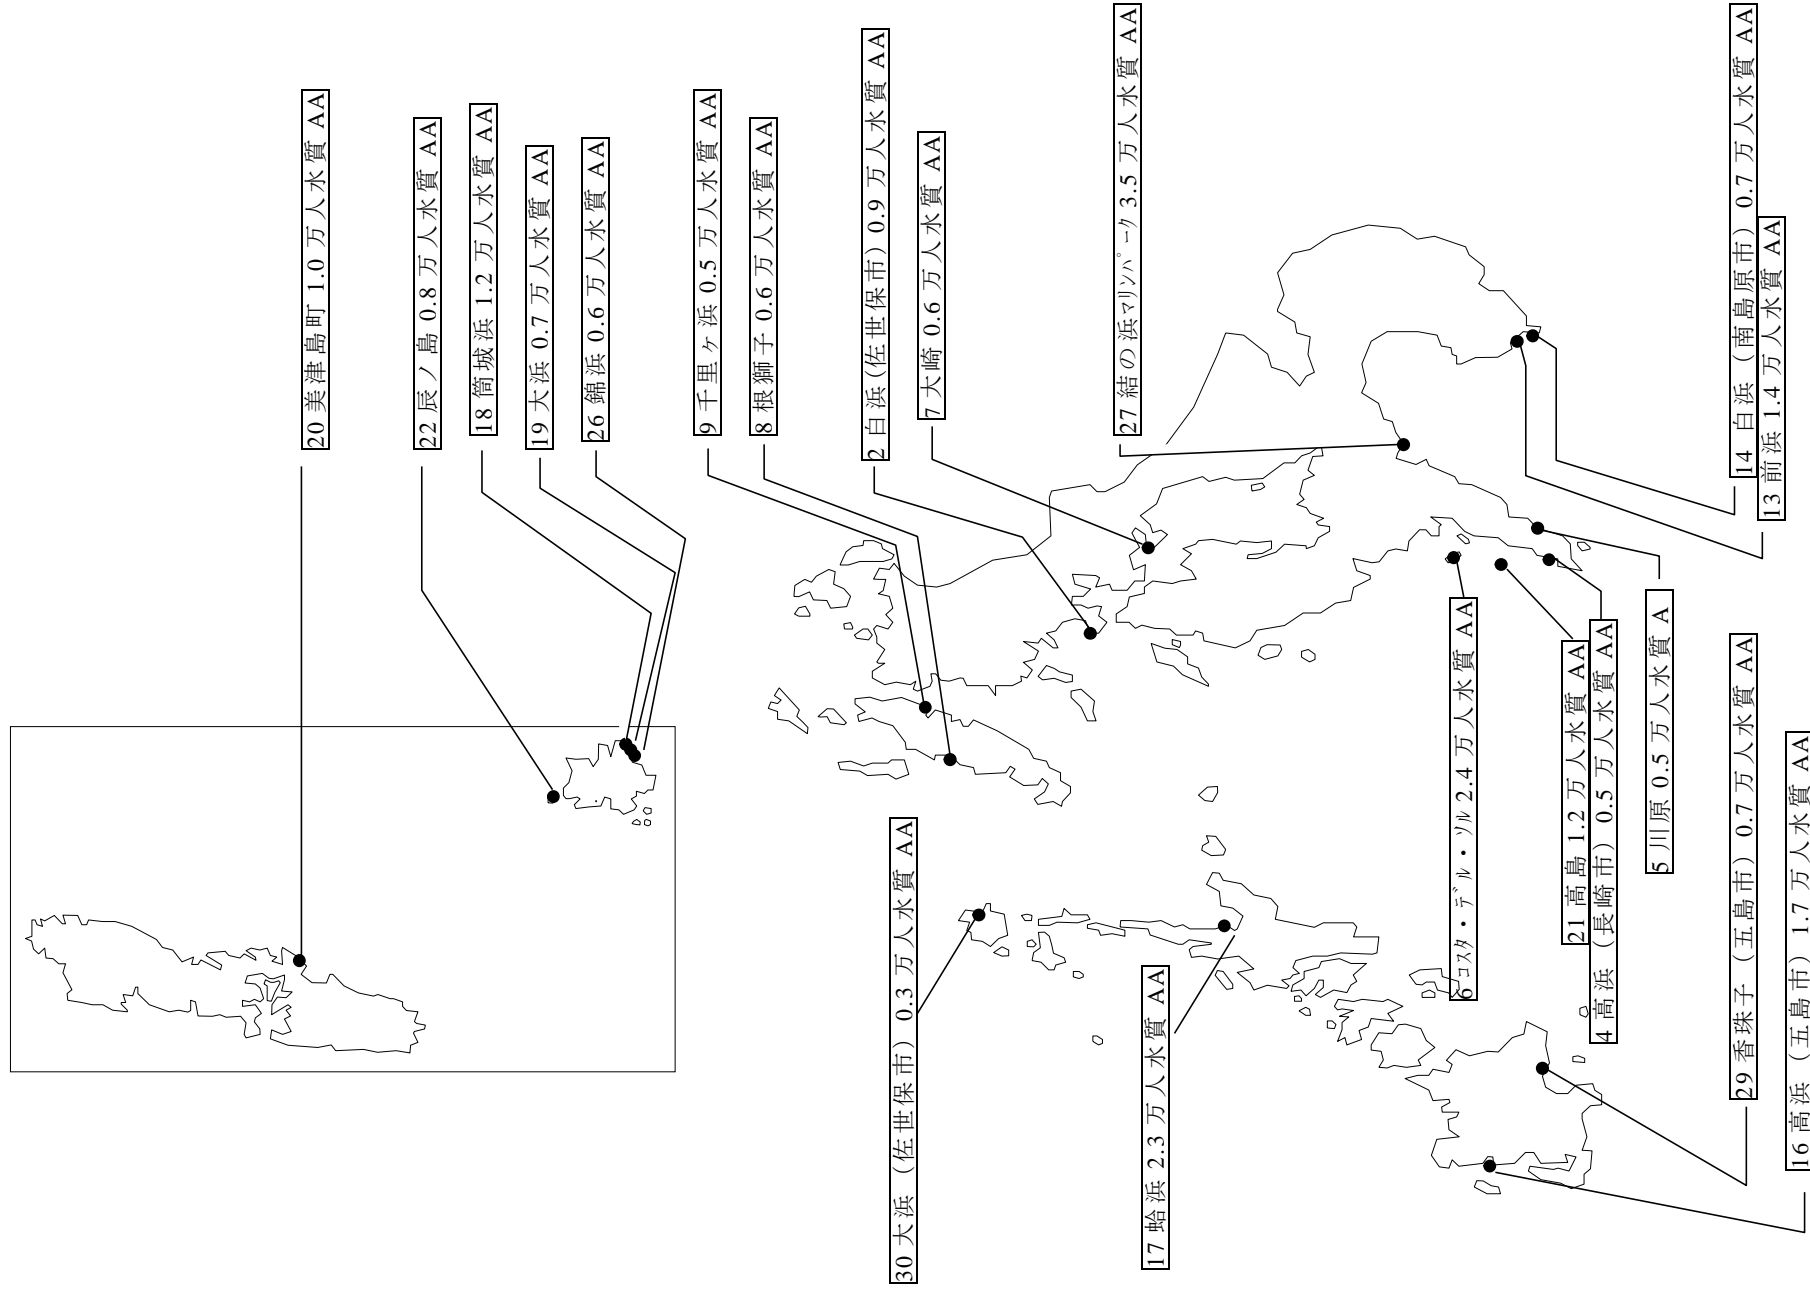 20 美津島町 1.0 万人水質 AA
22 辰ノ島 0.8 万人水質 AA
18 筒城浜 1.2 万人水質 AA
19 大浜 0.7 万人水質 AA
26 錦浜 0.6 万人水質 AA
9 千里ヶ浜 0.5 万人水質 AA
8 根獅子 0.6 万人水質 AA
2 白浜(佐世保市) 0.9 万人水質 AA
7 大崎 0.6 万人水質 AA
27 結の浜ﾏﾘﾝﾊﾟｰｸ 3.5 万人水質 AA
14 白浜（南島原市）0.7 万人水質 AA
13 前浜 1.4 万人水質 AA
30 大浜（佐世保市）0.3 万人水質 AA
17 蛤浜 2.3 万人水質 AA
6 ｺｽﾀ・ﾃﾞﾙ・ｿﾙ 2.4 万人水質 AA
21 高島 1.2 万人水質 AA
4 高浜（長崎市）0.5 万人水質 AA
5 川原 0.5 万人水質 A
29 香珠子（五島市）0.7 万人水質 AA
16 高浜（五島市）1.7 万人水質 AA